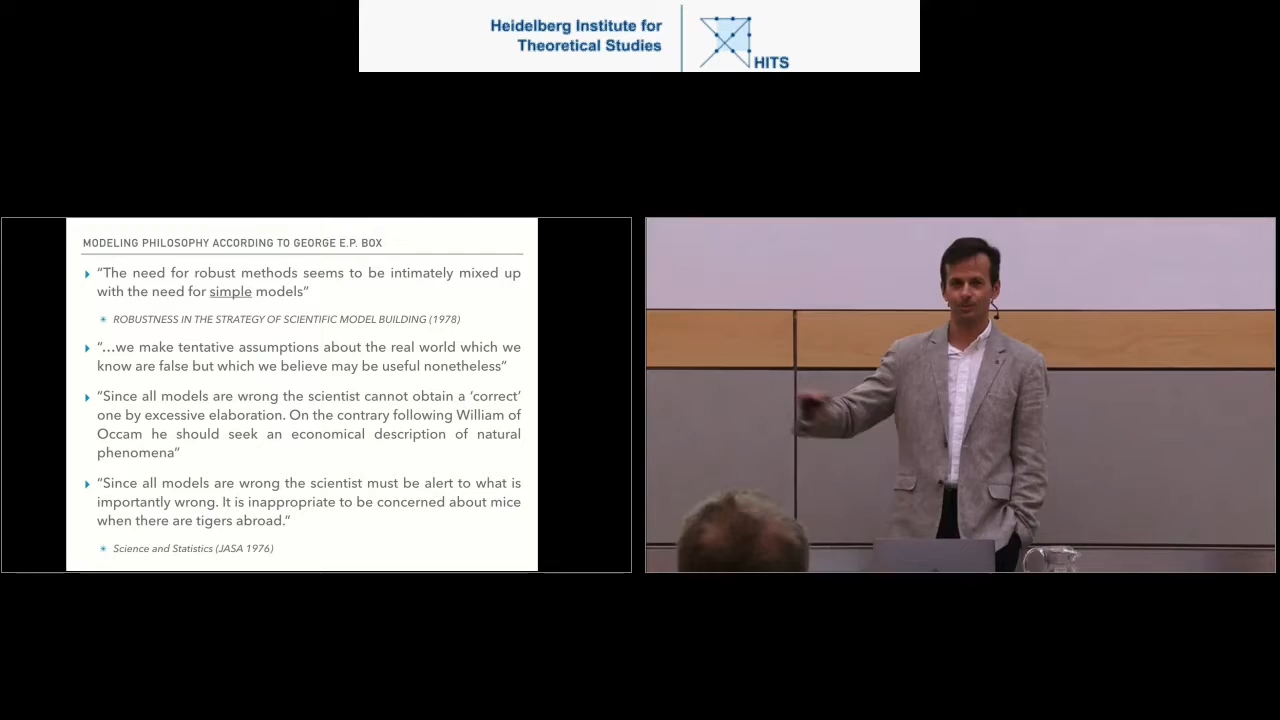 Heidelberg Institute for
Theoretical Studies
HITS
MODELING PHILOSOPHY ACCORDING TO GEORGE E.P. BOX
“The need for robust methods seems to be intimately mixed up
with the need for simple models”
ROBUSTNESS IN THE STRATEGY OF SCIENTIFIC MODEL BUILDING (1978)
“…we make tentative assumptions about the real world which we
know are false but which we believe may be useful nonetheless”
“Since all models are wrong the scientist cannot obtain a ‘correct’
one by excessive elaboration. On the contrary following William of
Occam he should seek an economical description of natural
phenomena”
“Since all models are wrong the scientist must be alert to what is
importantly wrong. It is inappropriate to be concerned about mice
when there are tigers abroad.”
Science and Statistics (JASA 1976)